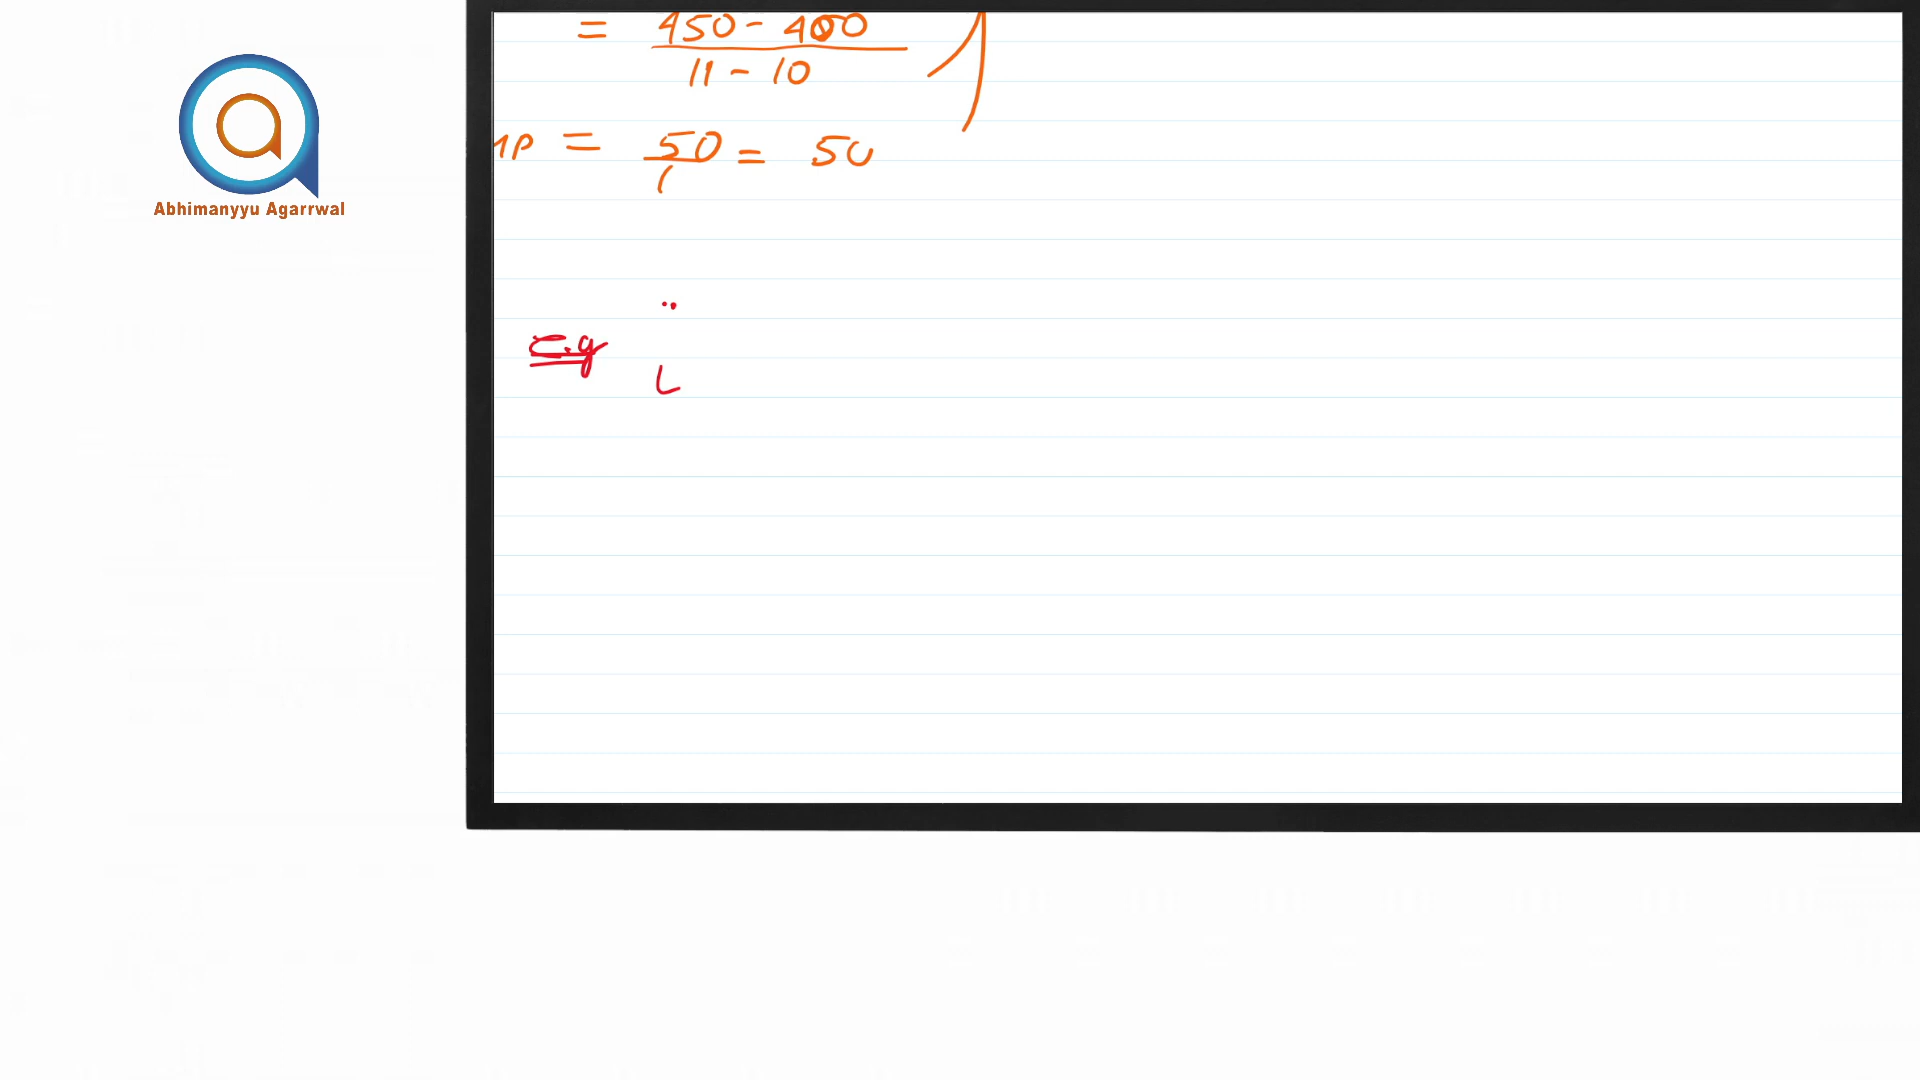 Abhimanyyu Agarrwal
= 450 - 400
11 - 10
MP = 50 = 50
1
e.g
L